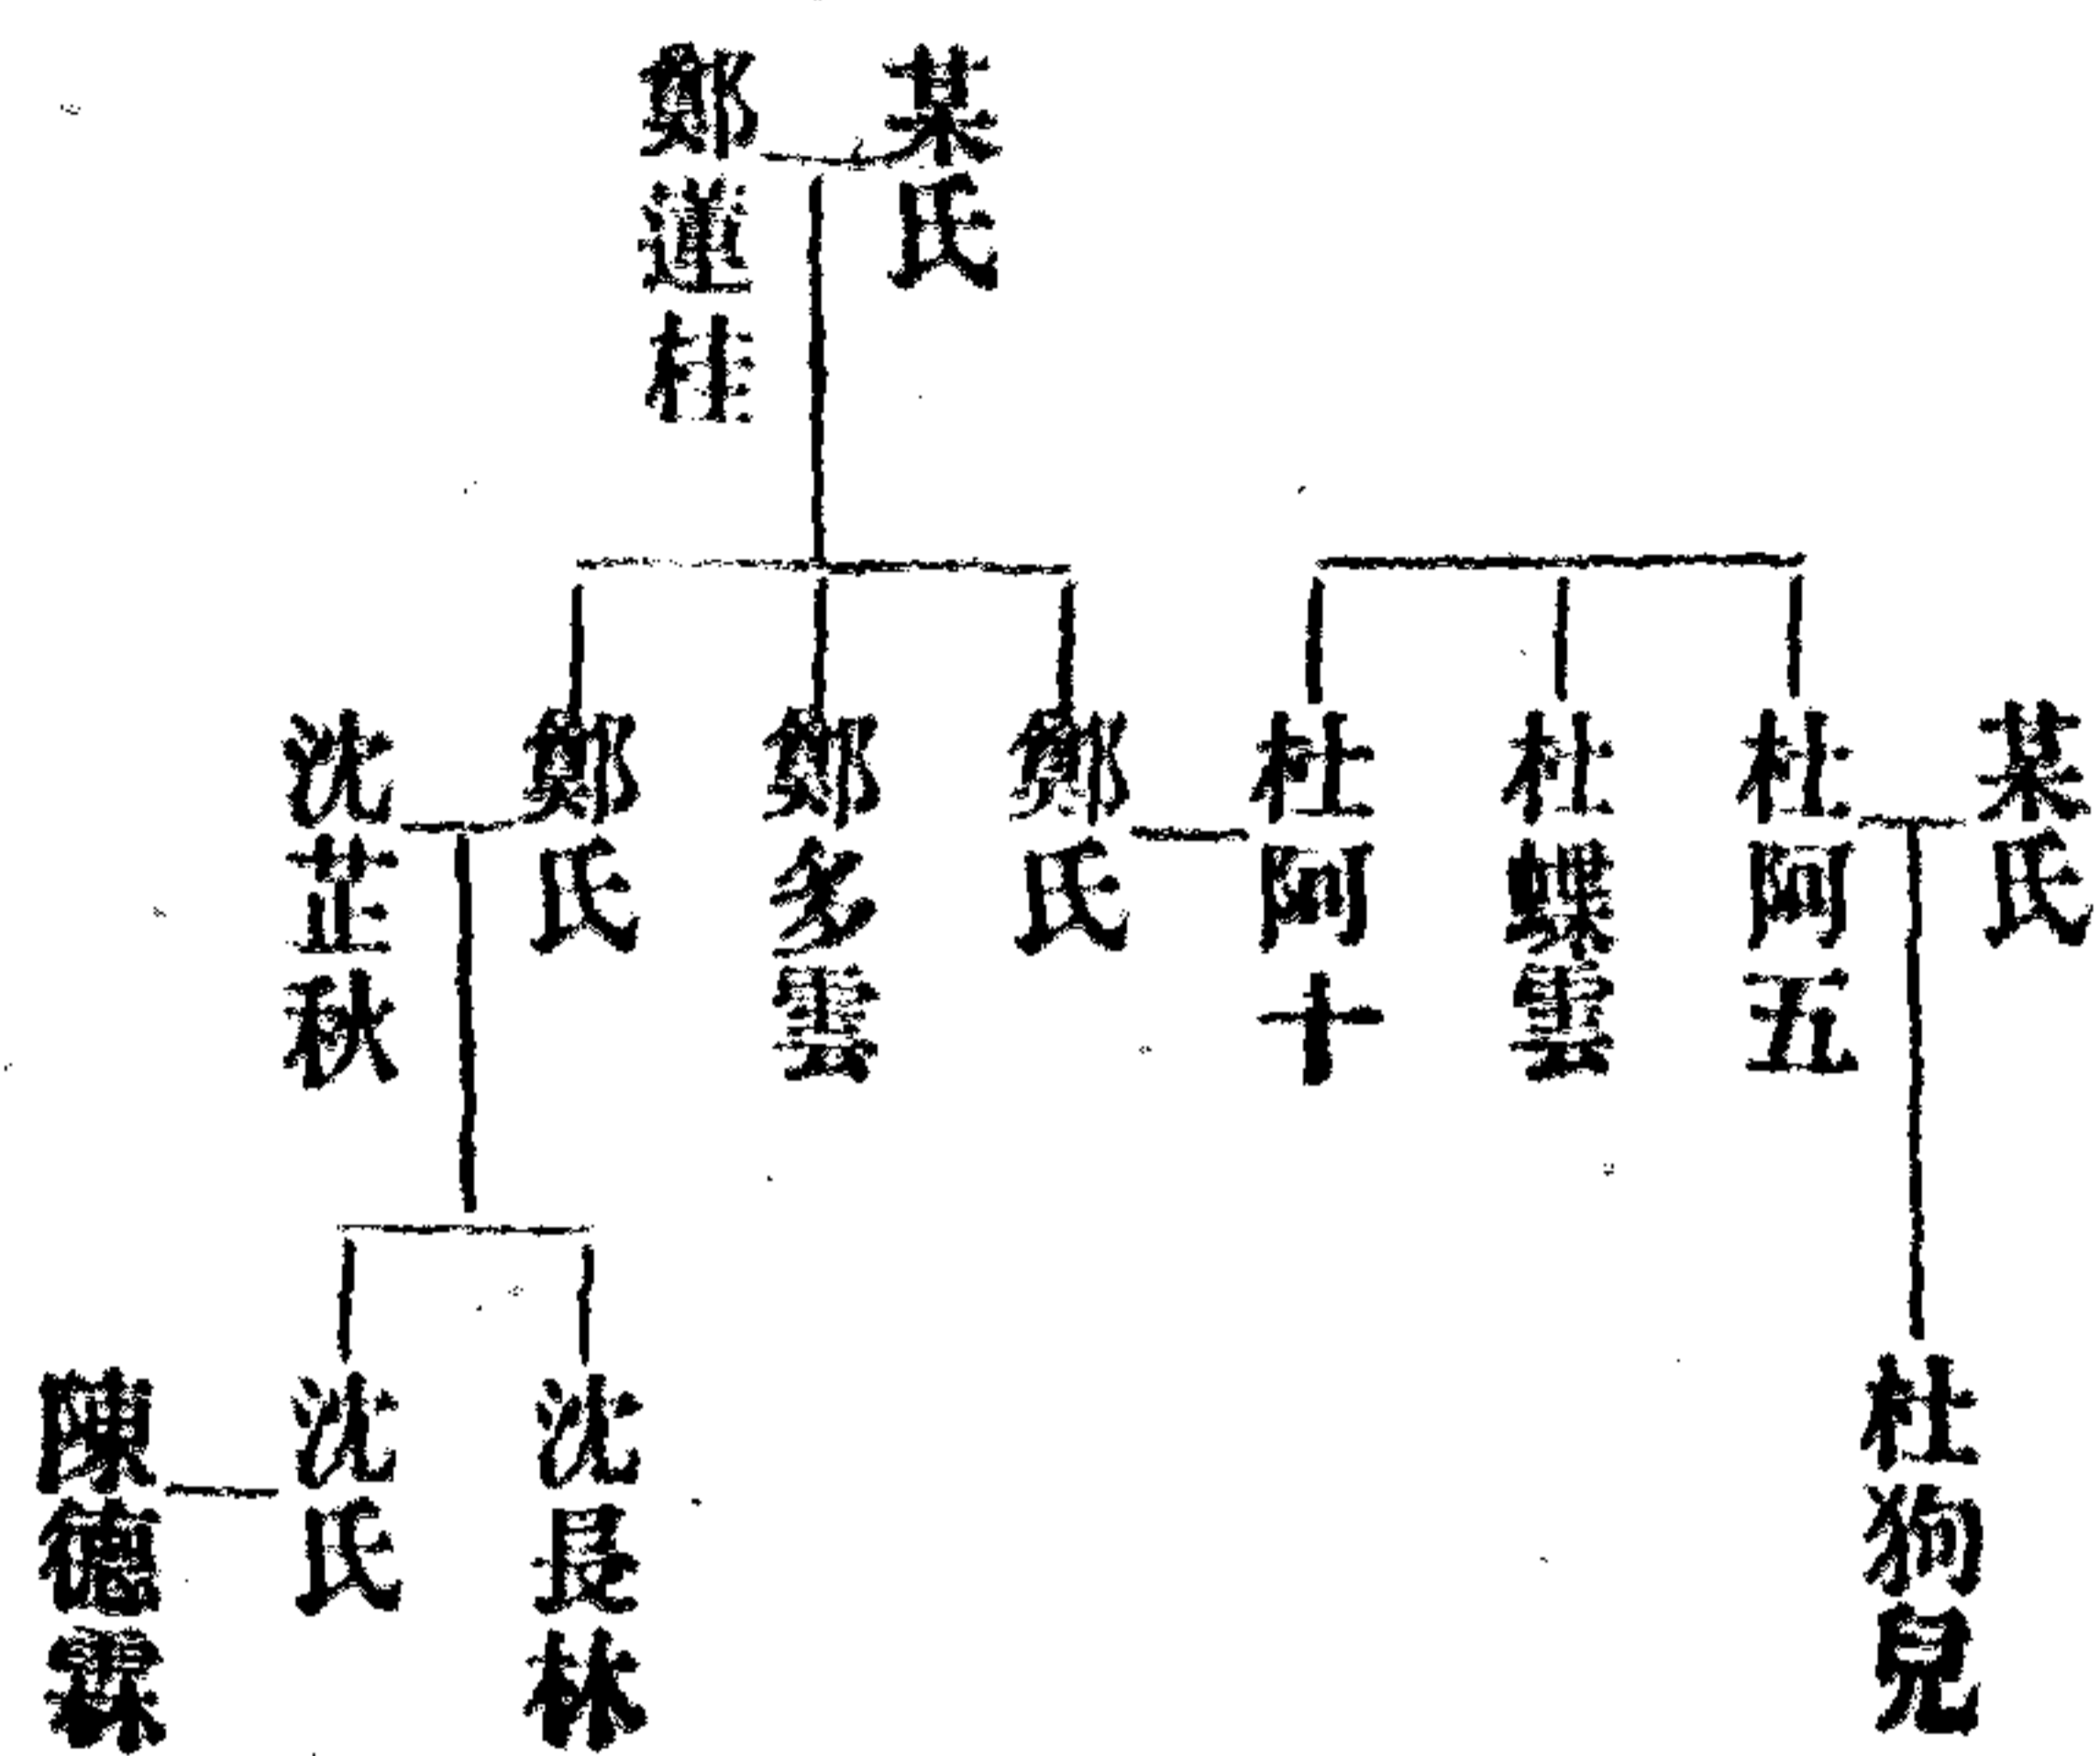 鄭蓮桂
某氏
沈芷秋
鄭氏
鄭多雲
鄭氏
杜阿十
杜蝶雲
杜阿五
某氏
陳德霖
沈氏
沈長林
杜狗兒